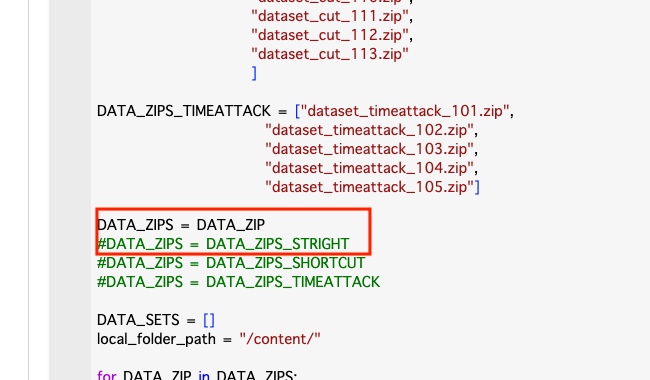 "dataset_cut_111.zip",
"dataset_cut_112.zip",
"dataset_cut_113.zip"
]
DATA_ZIPS_TIMEATTACK = ["dataset_timeattack_101.zip",
"dataset_timeattack_102.zip",
"dataset_timeattack_103.zip",
"dataset_timeattack_104.zip",
"dataset_timeattack_105.zip"]
DATA_ZIPS = DATA_ZIP
#DATA_ZIPS = DATA_ZIPS_STRIGHT
#DATA_ZIPS = DATA_ZIPS_SHORTCUT
#DATA_ZIPS = DATA_ZIPS_TIMEATTACK
DATA_SETS = []
local_folder_path = "/content/"
for DATA_ZIP in DATA_ZIPS: